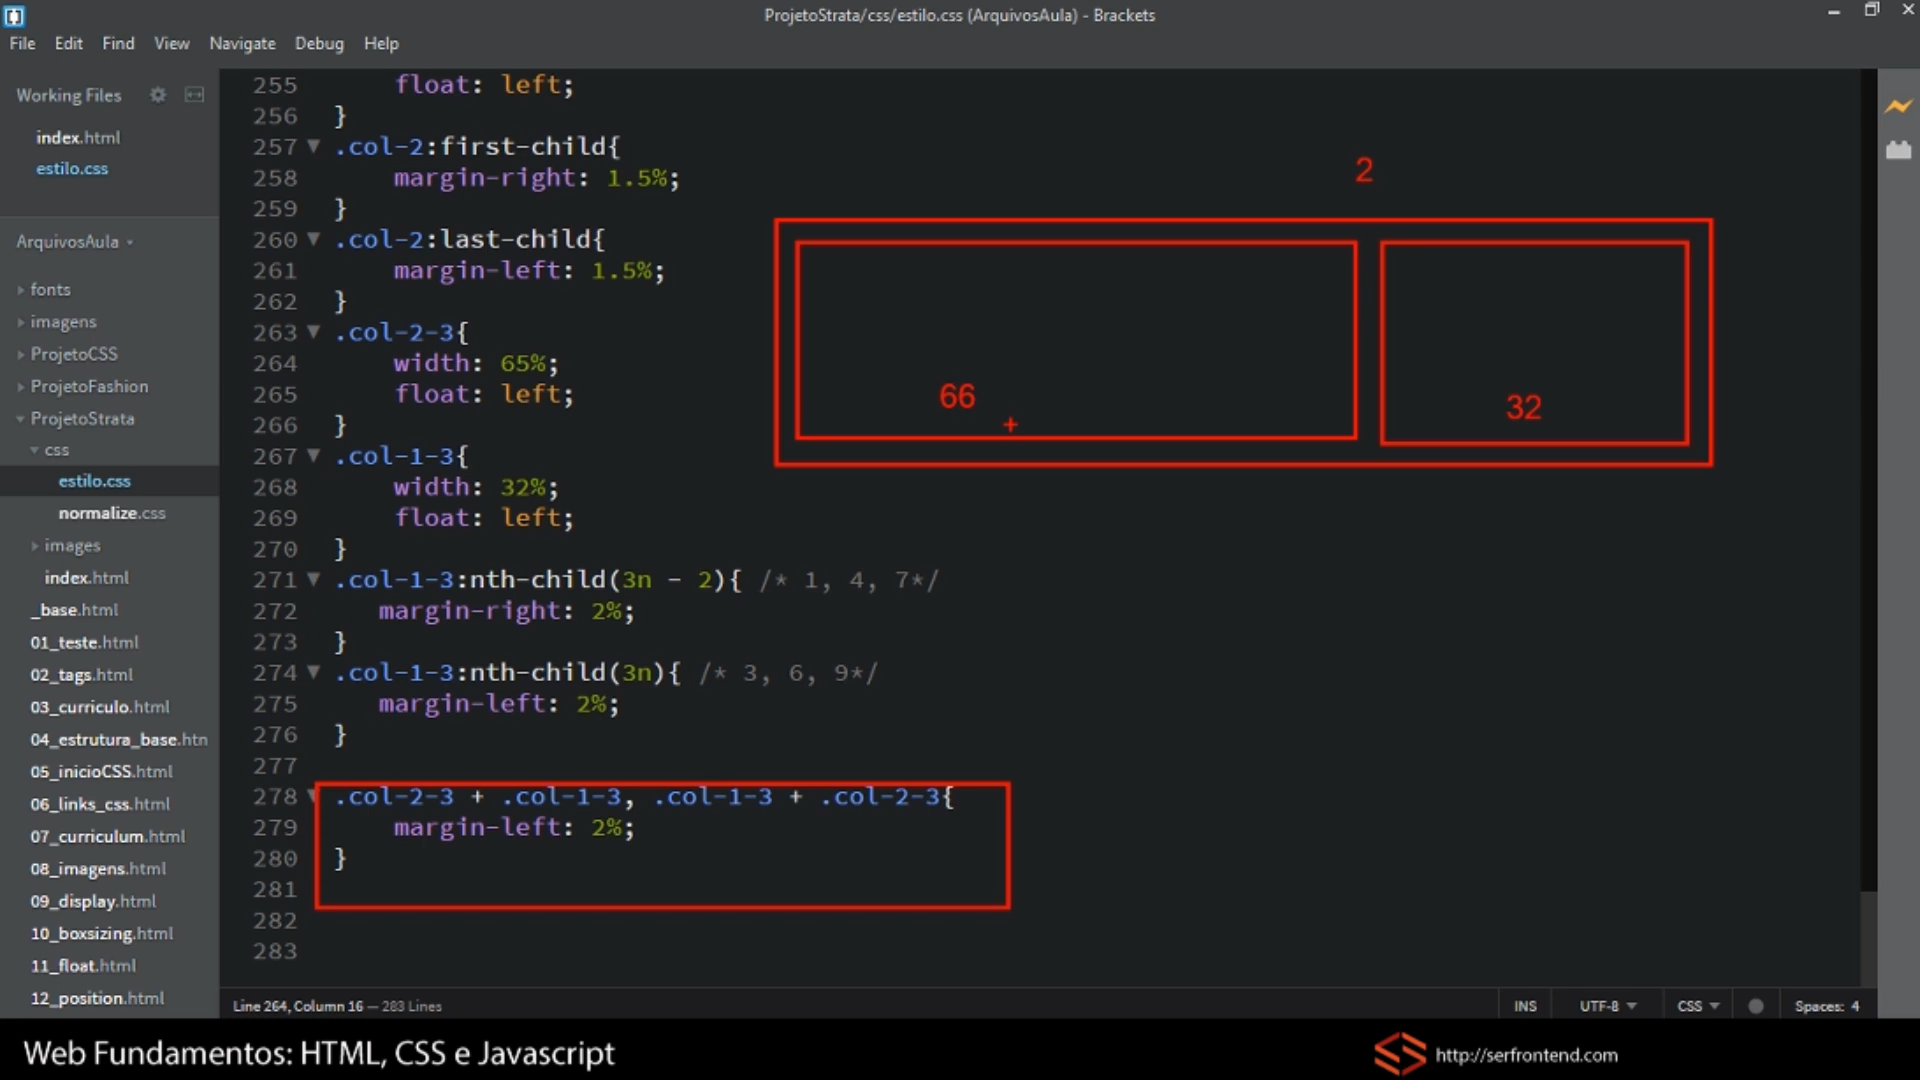 ProjetoStrata/css/estilo.css (ArquivosAula) - Brackets
File Edit Find View Navigate Debug Help
Working Files
index.html
estilo.css
ArquivosAula
fonts
imagens
ProjetoCSS
ProjetoFashion
ProjetoStrata
css
estilo.css
normalize.css
images
index.html
_base.html
01_teste.html
02_tags.html
03_curriculo.html
04_estrutura_base.htn
05_inicioCSS.html
06_links_css.html
07_curriculum.html
08_imagens.html
09_display.html
10_boxsizing.html
11_float.html
12_position.html
255 float: left;
256 }
257 .col-2:first-child{
258 margin-right: 1.5%;
259 }
260 .col-2:last-child{
261 margin-left: 1.5%;
262 }
263 .col-2-3{
264 width: 65%;
265 float: left;
266 }
267 .col-1-3{
268 width: 32%;
269 float: left;
270 }
271 .col-1-3:nth-child(3n - 2){ /* 1, 4, 7*/
272 margin-right: 2%;
273 }
274 .col-1-3:nth-child(3n){ /* 3, 6, 9*/
275 margin-left: 2%;
276 }
277
278 .col-2-3 + .col-1-3, .col-1-3 + .col-2-3{
279 margin-left: 2%;
280 }
281
282
283
2
66
+
32
Line 264, Column 16 — 283 Lines
INS UTF-8 CSS Spaces: 4
Web Fundamentos: HTML, CSS e Javascript
http://serfrontend.com